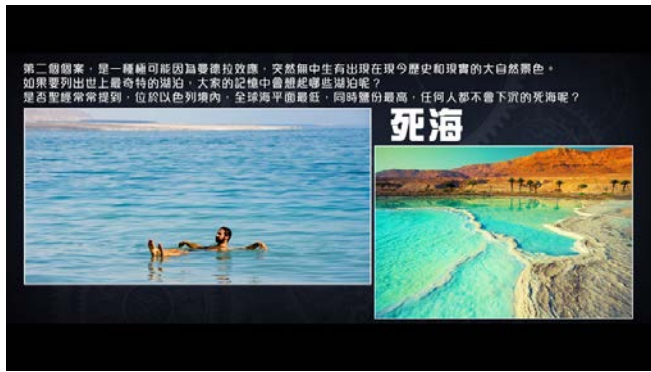 第二個個案，是一種極可能因為曼德拉效應，突然無中生有出現在現今歷史和現實的大自然景色。
如果要列出世上最奇特的湖泊，大家的記憶中會想起哪些湖泊呢？
是否聖經常常提到，位於以色列境內，全球海平面最低，同時鹽份最高，任何人都不會下沉的死海呢？
死海